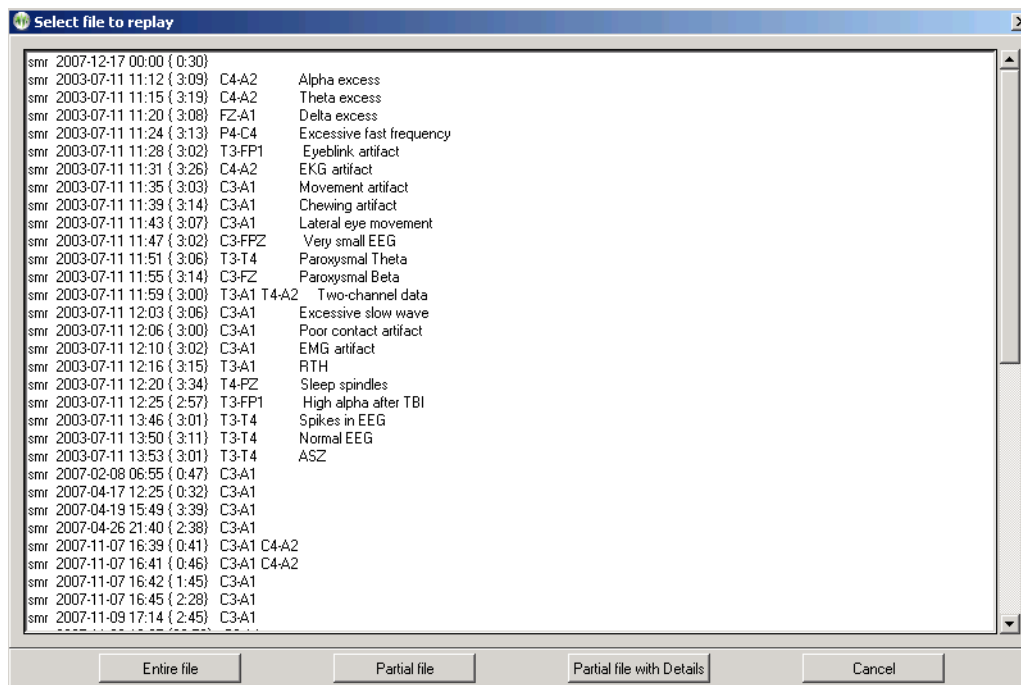 Select file to replay
smr 2007-12-17 00:00 { 0:30}
smr 2003-07-11 11:12 { 3:09} C4-A2 Alpha excess
smr 2003-07-11 11:15 { 3:19} C4-A2 Theta excess
smr 2003-07-11 11:20 { 3:08} FZ-A1 Delta excess
smr 2003-07-11 11:24 { 3:13} P4-C4 Excessive fast frequency
smr 2003-07-11 11:28 { 3:02} T3-FP1 Eyeblink artifact
smr 2003-07-11 11:31 { 3:26} C4-A2 EKG artifact
smr 2003-07-11 11:35 { 3:03} C3-A1 Movement artifact
smr 2003-07-11 11:39 { 3:14} C3-A1 Chewing artifact
smr 2003-07-11 11:43 { 3:07} C3-A1 Lateral eye movement
smr 2003-07-11 11:47 { 3:02} C3-FPZ Very small EEG
smr 2003-07-11 11:51 { 3:06} T3-T4 Paroxysmal Theta
smr 2003-07-11 11:55 { 3:14} C3-FZ Paroxysmal Beta
smr 2003-07-11 11:59 { 3:00} T3-A1 T4-A2 Two-channel data
smr 2003-07-11 12:03 { 3:06} C3-A1 Excessive slow wave
smr 2003-07-11 12:06 { 3:00} C3-A1 Poor contact artifact
smr 2003-07-11 12:10 { 3:02} C3-A1 EMG artifact
smr 2003-07-11 12:16 { 3:15} T3-A1 RTH
smr 2003-07-11 12:20 { 3:34} T4-PZ Sleep spindles
smr 2003-07-11 12:25 { 2:57} T3-FP1 High alpha after TBI
smr 2003-07-11 13:46 { 3:01} T3-T4 Spikes in EEG
smr 2003-07-11 13:50 { 3:11} T3-T4 Normal EEG
smr 2003-07-11 13:53 { 3:01} T3-T4 ASZ
smr 2007-02-08 06:55 { 0:47} C3-A1
smr 2007-04-17 12:25 { 0:32} C3-A1
smr 2007-04-19 15:49 { 3:39} C3-A1
smr 2007-04-26 21:40 { 2:38} C3-A1
smr 2007-11-07 16:39 { 0:41} C3-A1 C4-A2
smr 2007-11-07 16:41 { 0:46} C3-A1 C4-A2
smr 2007-11-07 16:42 { 1:45} C3-A1
smr 2007-11-07 16:45 { 2:28} C3-A1
smr 2007-11-09 17:14 { 2:45} C3-A1
Entire file
Partial file
Partial file with Details
Cancel